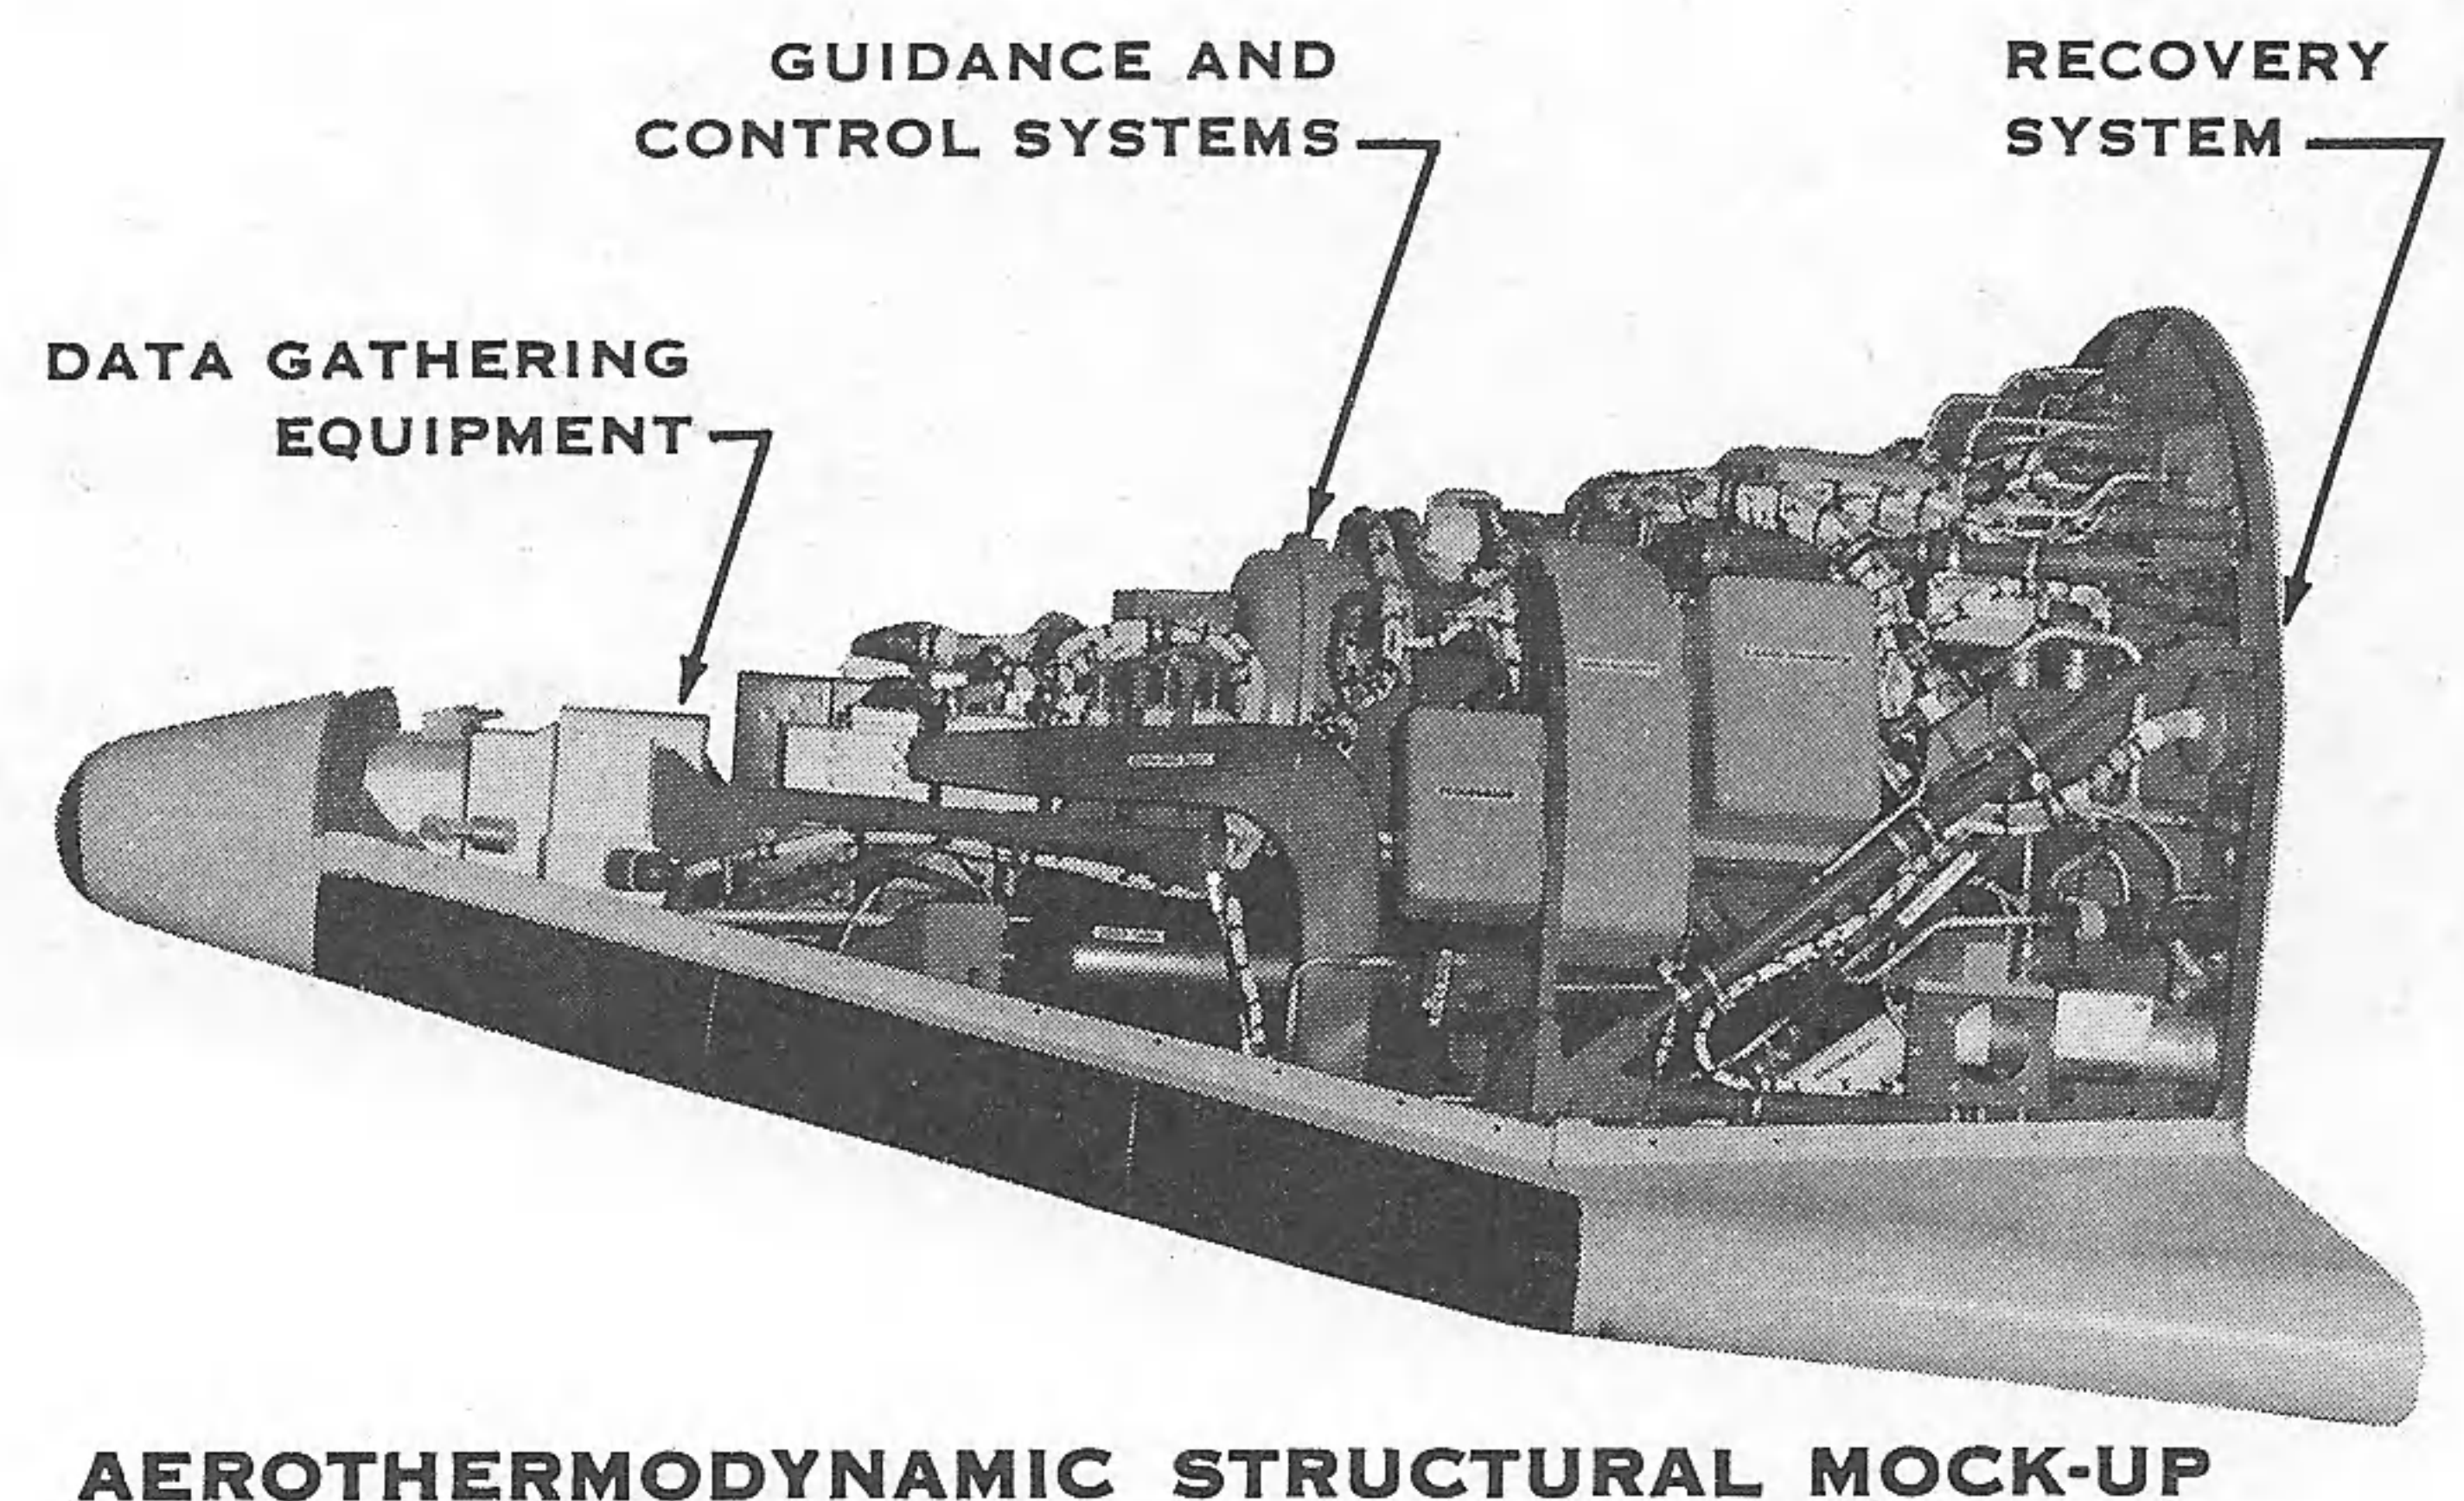 GUIDANCE AND
CONTROL SYSTEMS
RECOVERY
SYSTEM
DATA GATHERING
EQUIPMENT
AEROTHERMODYNAMIC STRUCTURAL MOCK-UP